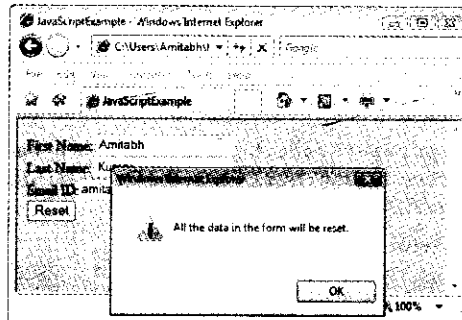 JavaScriptExample - Windows Internet Explorer
C:\Users\Amitabh\
Google
JavaScriptExample
First Name: Amitabh
Last Name:
Email ID: amita
Reset
Windows Internet Explorer
All the data in the form will be reset.
OK
100%